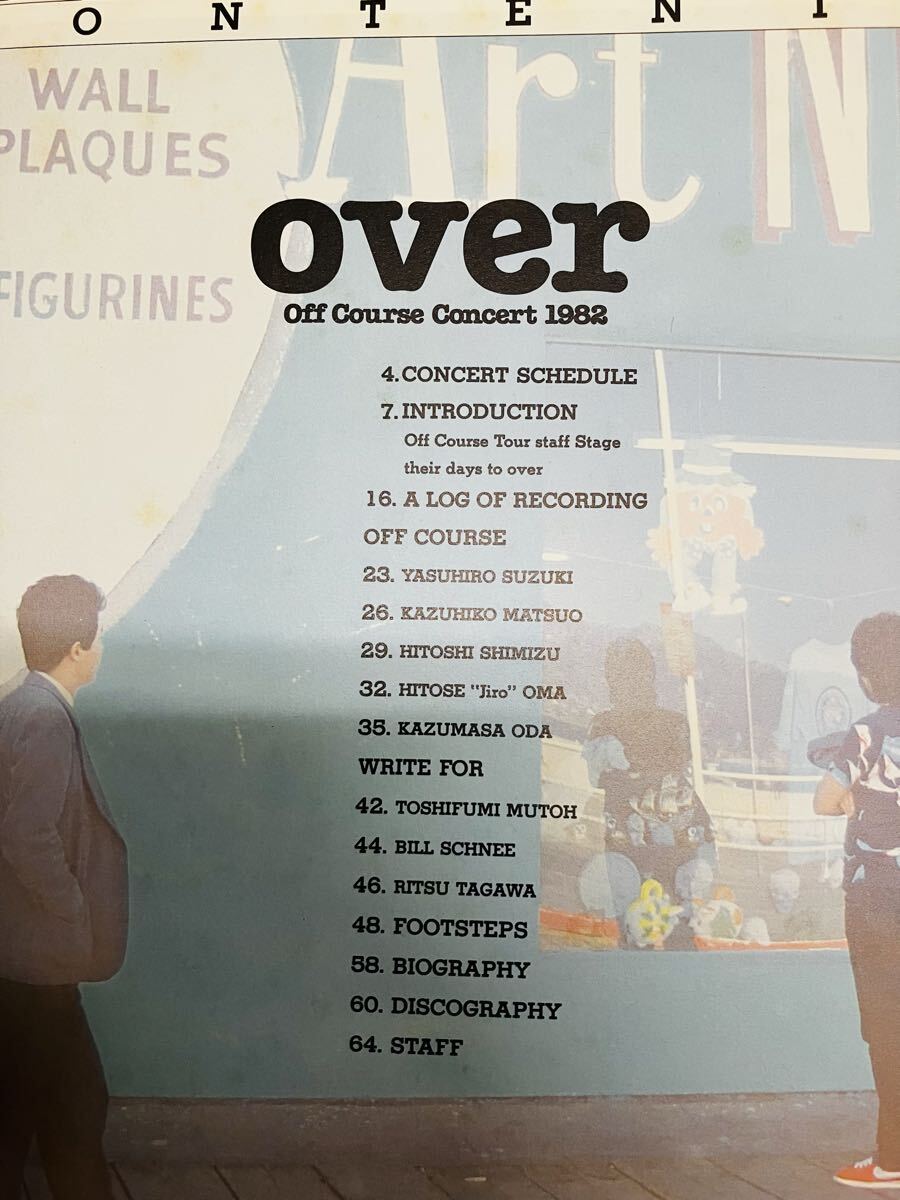 O N T E N T
WALL
PLAQUES
Art N
FIGURINES
over
Off Course Concert 1982
4. CONCERT SCHEDULE
7. INTRODUCTION
Off Course Tour staff Stage
their days to over
16. A LOG OF RECORDING
OFF COURSE
23. YASUHIRO SUZUKI
26. KAZUHIKO MATSUO
29. HITOSHI SHIMIZU
32. HITOSE "Jiro" OMA
35. KAZUMASA ODA
WRITE FOR
42. TOSHIFUMI MUTOH
44. BILL SCHNEE
46. RITSU TAGAWA
48. FOOTSTEPS
58. BIOGRAPHY
60. DISCOGRAPHY
64. STAFF